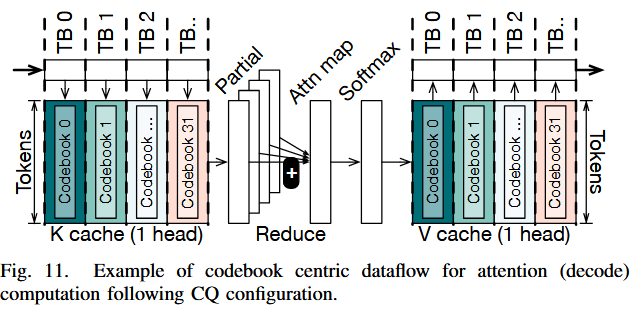 TB 0
TB 1
TB 2
TB..
Partial
Attn map
Softmax
TB 0
TB 1
TB 2
TB..
Tokens
Codebook 0
Codebook 1
Codebook ...
Codebook 31
+
Codebook 0
Codebook 1
Codebook ...
Codebook 31
Tokens
K cache (1 head)
Reduce
V cache (1 head)
Fig. 11. Example of codebook centric dataflow for attention (decode)
computation following CQ configuration.